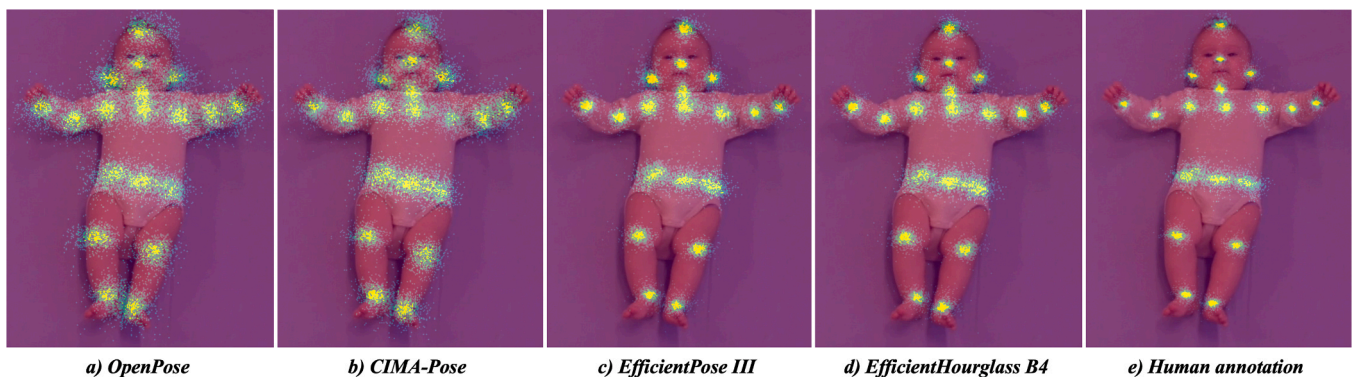 a) OpenPose
b) CIMA-Pose
c) EfficientPose III
d) EfficientHourglass B4
e) Human annotation